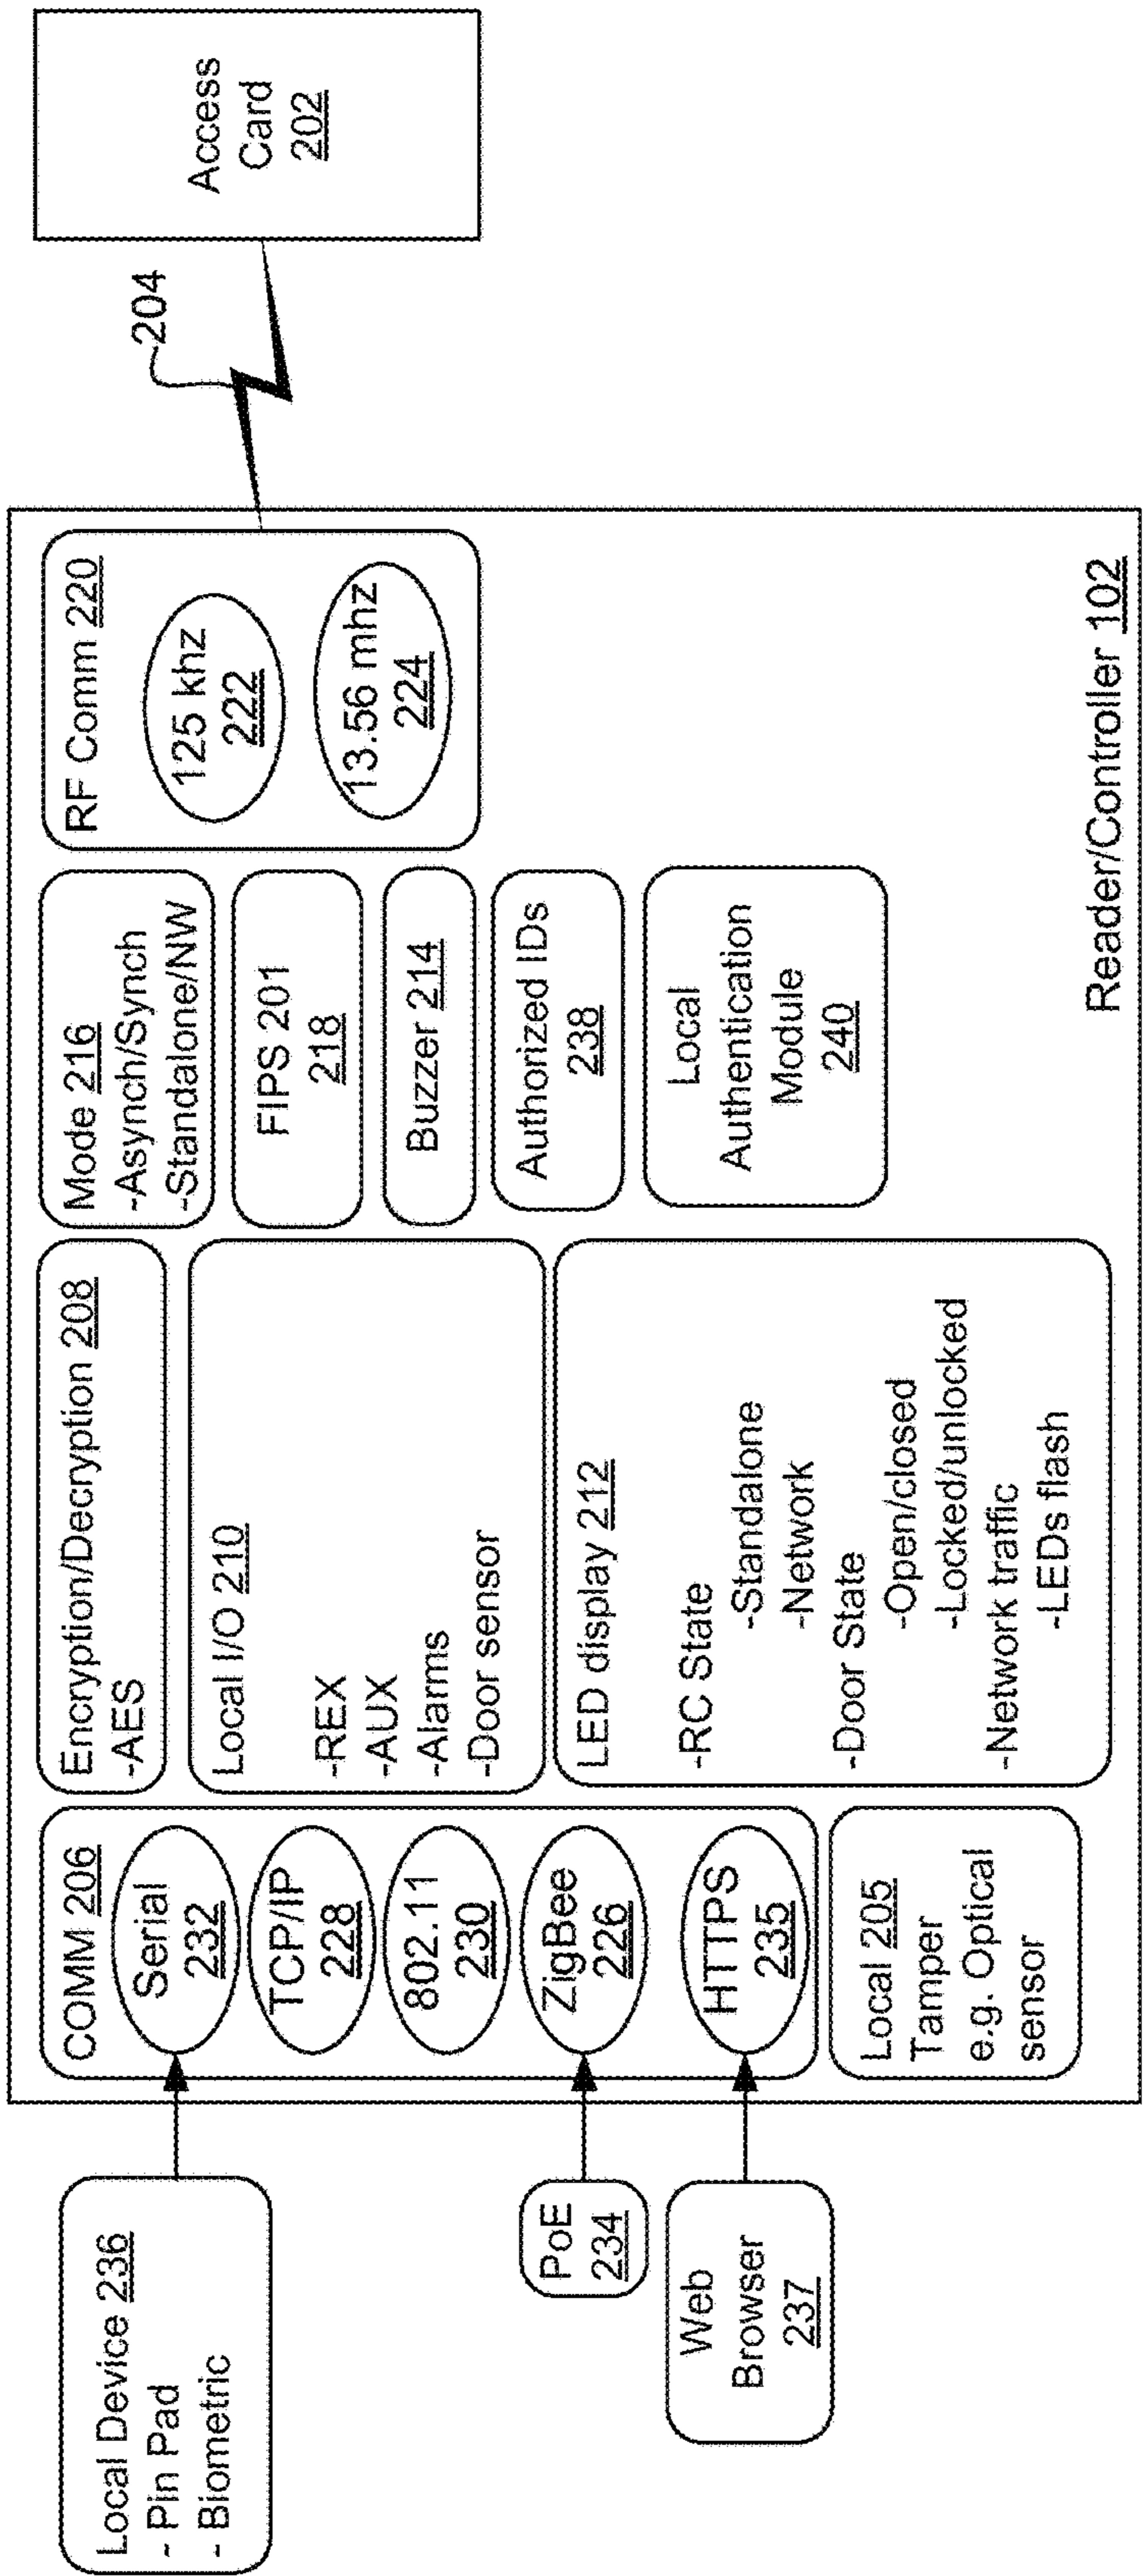 Local Device 236
- Pin Pad
- Biometric
PoE
234
Web
Browser
237
COMM 206
Serial
232
TCP/IP
228
802.11
230
ZigBee
226
HTTPS
235
Local 205
Tamper
e.g. Optical
sensor
Encryption/Decryption 208
-AES
Local I/O 210
-REX
-AUX
-Alarms
-Door sensor
LED display 212
-RC State
-Standalone
-Network
-Door State
-Open/closed
-Locked/unlocked
-Network traffic
-LEDs flash
Mode 216
-Asynch/Synch
-Standalone/NW
FIPS 201
218
Buzzer 214
Authorized IDs
238
Local
Authentication
Module
240
RF Comm 220
125 khz
222
13.56 mhz
224
Reader/Controller 102
204
Access
Card
202